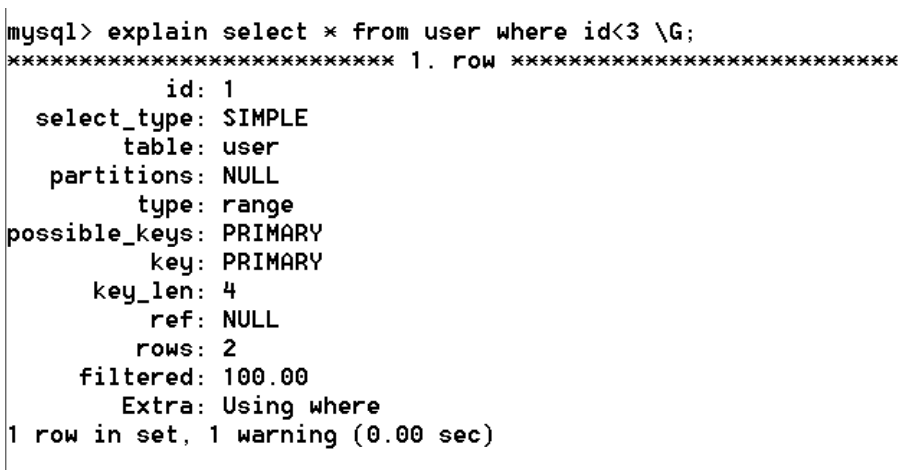 mysql> explain select * from user where id<3 \G;
*************************** 1. row ***************************
id: 1
select_type: SIMPLE
table: user
partitions: NULL
type: range
possible_keys: PRIMARY
key: PRIMARY
key_len: 4
ref: NULL
rows: 2
filtered: 100.00
Extra: Using where
1 row in set, 1 warning (0.00 sec)